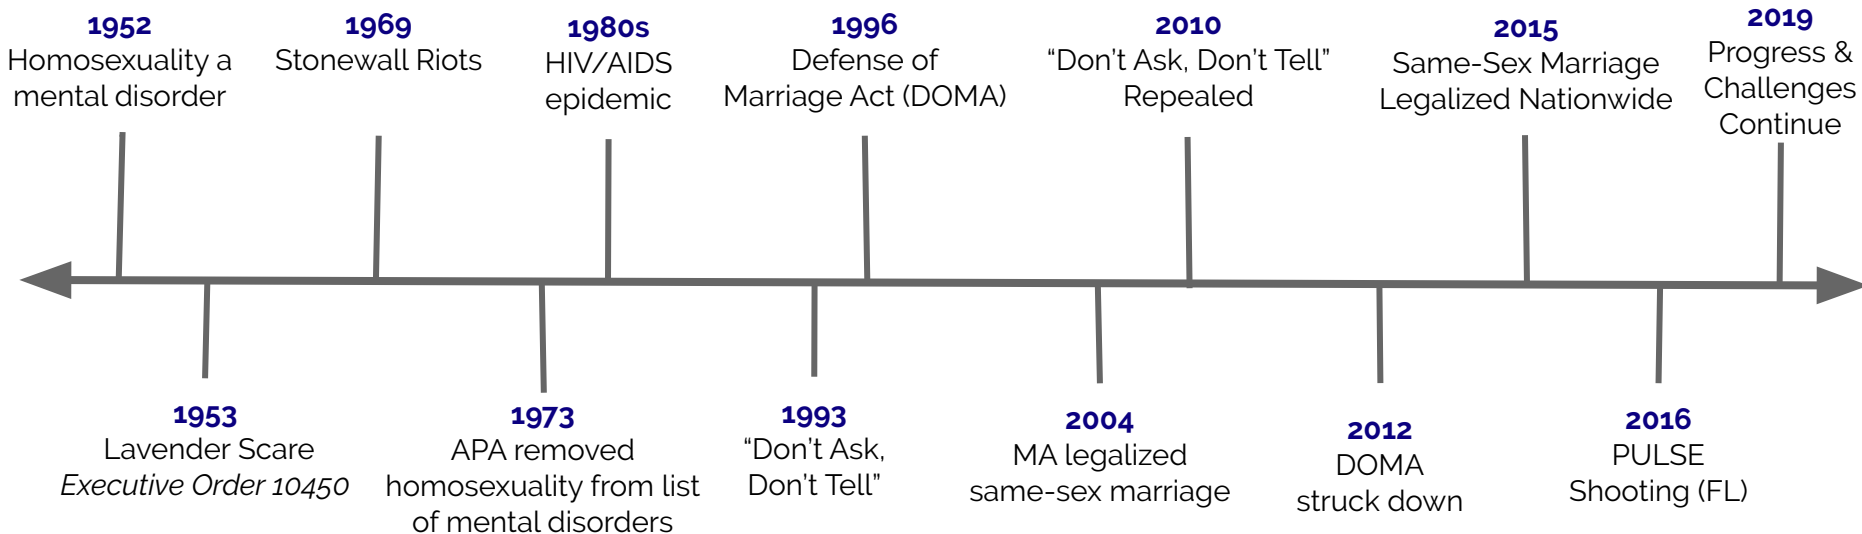 1952
Homosexuality a
mental disorder
1969
Stonewall Riots
1980s
HIV/AIDS
epidemic
1996
Defense of
Marriage Act (DOMA)
2010
“Don’t Ask, Don’t Tell”
Repealed
2015
Same-Sex Marriage
Legalized Nationwide
2019
Progress &
Challenges
Continue
1953
Lavender Scare
Executive Order 10450
1973
APA removed
homosexuality from list
of mental disorders
1993
“Don’t Ask,
Don’t Tell”
2004
MA legalized
same-sex marriage
2012
DOMA
struck down
2016
PULSE
Shooting (FL)